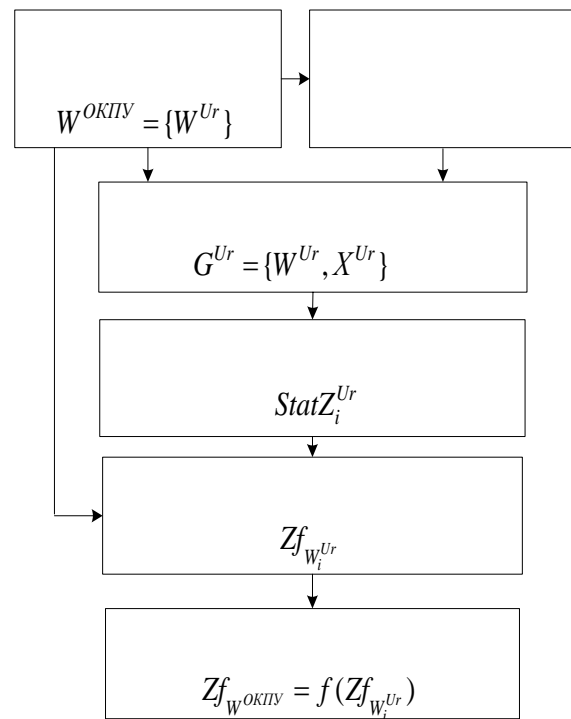 W^{ОКПУ} = {W^{Ur}}
G^{Ur} = {W^{Ur}, X^{Ur}}
StatZ_i^{Ur}
Zf_{W_i^{Ur}}
Zf_{W^{ОКПУ}} = f(Zf_{W_i^{Ur}})